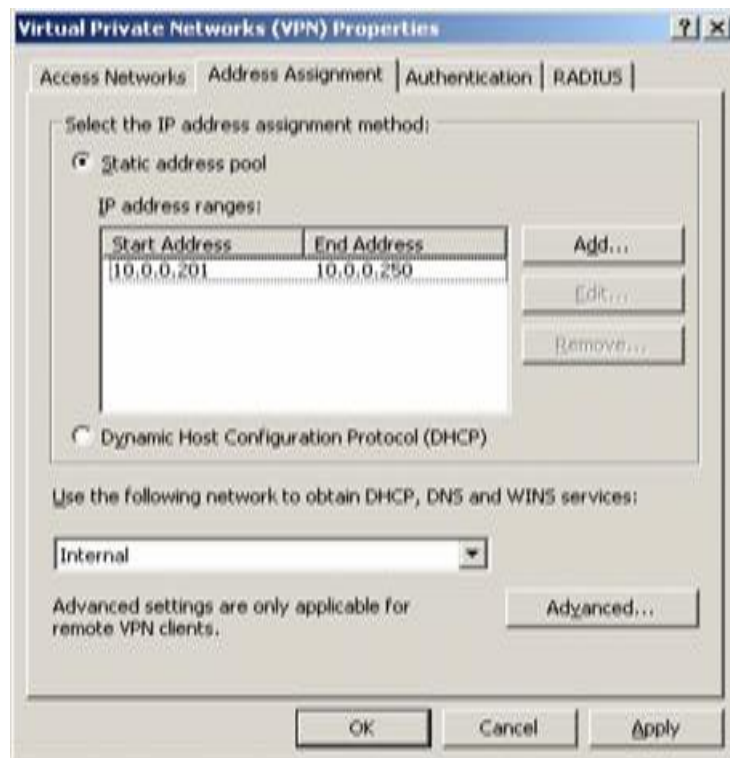 Virtual Private Networks (VPN) Properties ? ×
Access Networks Address Assignment Authentication RADIUS
Select the IP address assignment method:
Static address pool
IP address ranges:
Start Address End Address Add...
10.0.0.201 10.0.0.250
Edit...
Remove...
Dynamic Host Configuration Protocol (DHCP)
Use the following network to obtain DHCP, DNS and WINS services:
Internal
Advanced settings are only applicable for Advanced...
remote VPN clients.
OK Cancel Apply